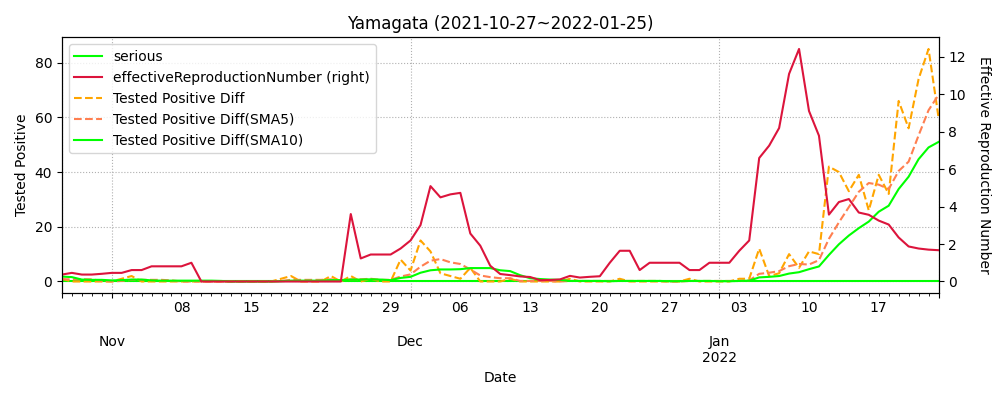 Yamagata (2021-10-27~2022-01-25)
serious
effectiveReproductionNumber (right)
Tested Positive Diff
Tested Positive Diff(SMA5)
Tested Positive Diff(SMA10)
Tested Positive
80
60
40
20
0
12
10
8
6
4
2
0
Effective Reproduction Number
08 15 22 29 06 13 20 27 03 10 17
Nov Dec Jan
2022
Date